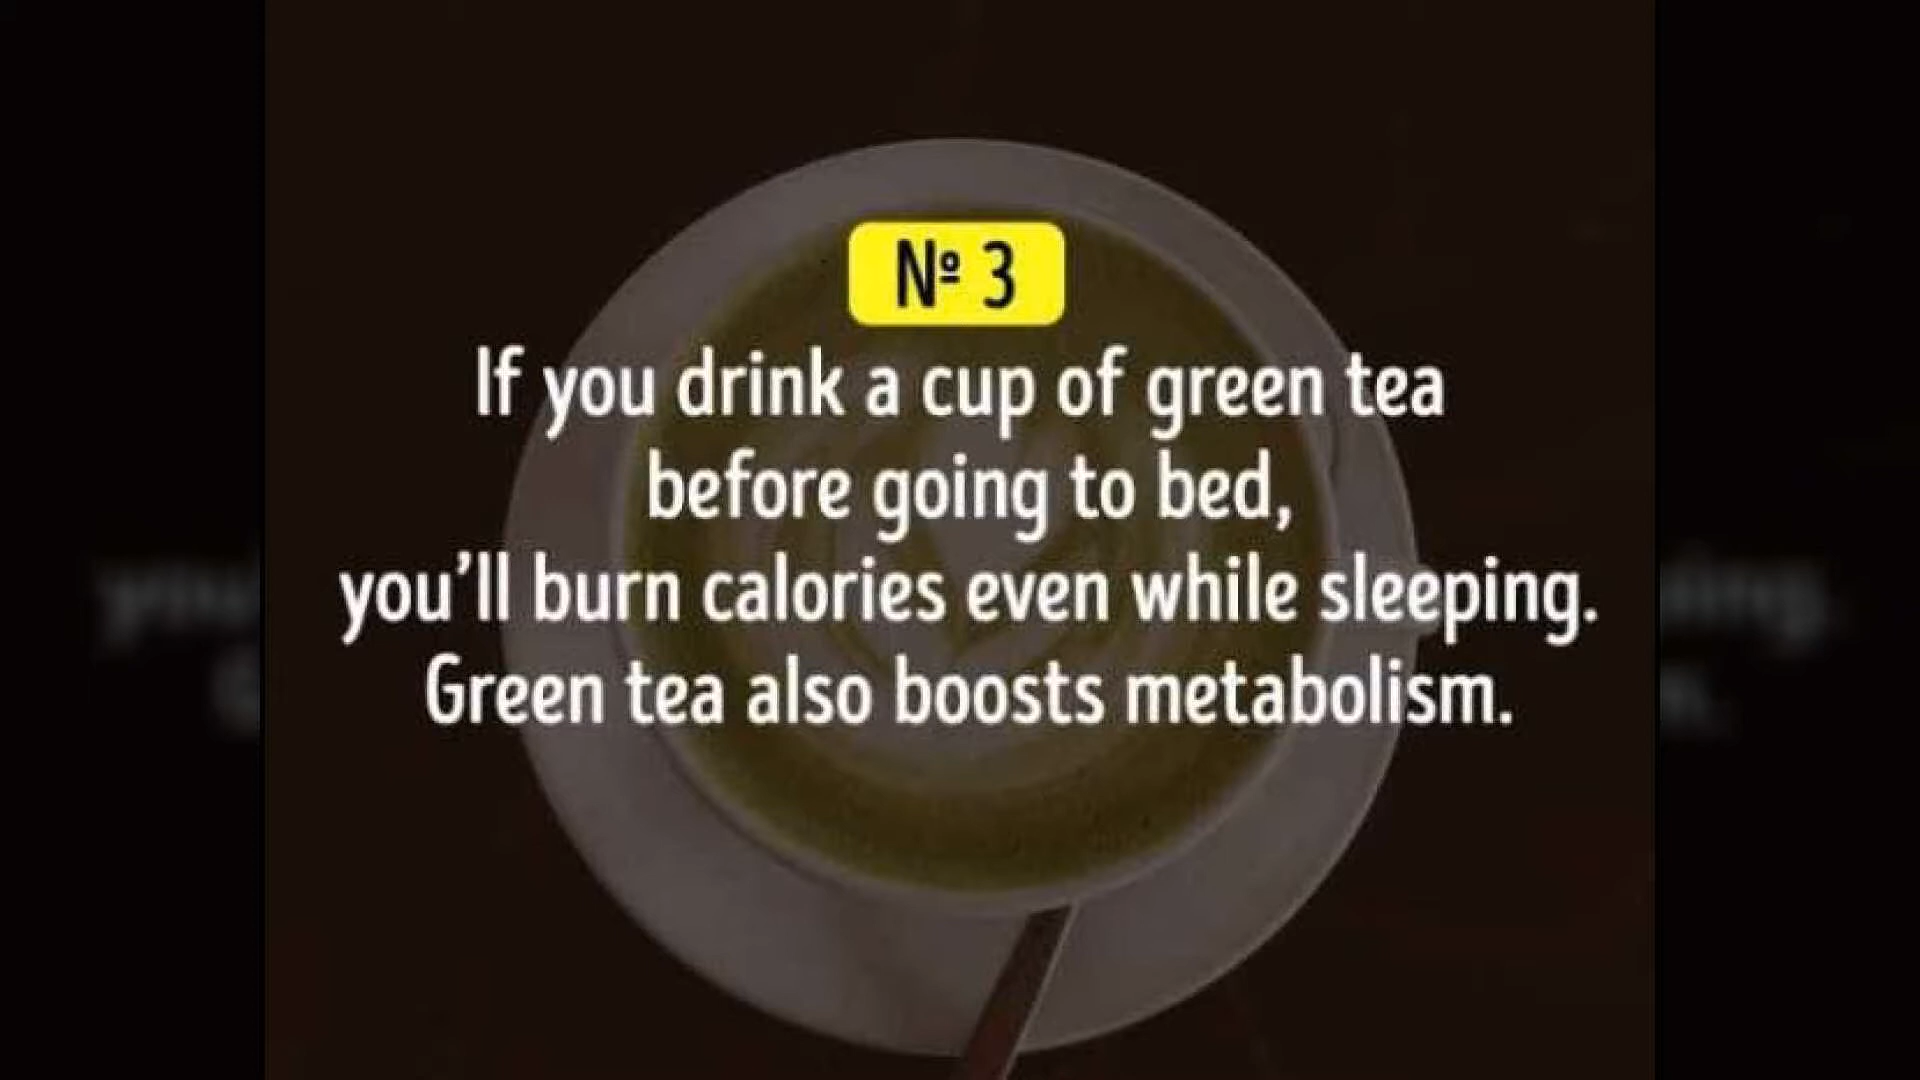 № 3
If you drink a cup of green tea
before going to bed,
you’ll burn calories even while sleeping.
Green tea also boosts metabolism.